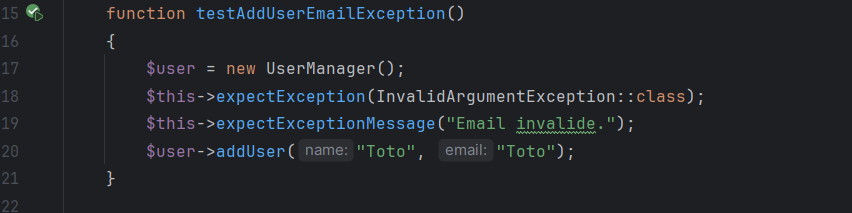 15 function testAddUserEmailException()
16 {
17 $user = new UserManager();
18 $this->expectException(InvalidArgumentException::class);
19 $this->expectExceptionMessage("Email invalide.");
20 $user->addUser( name: "Toto", email: "Toto");
21 }
22